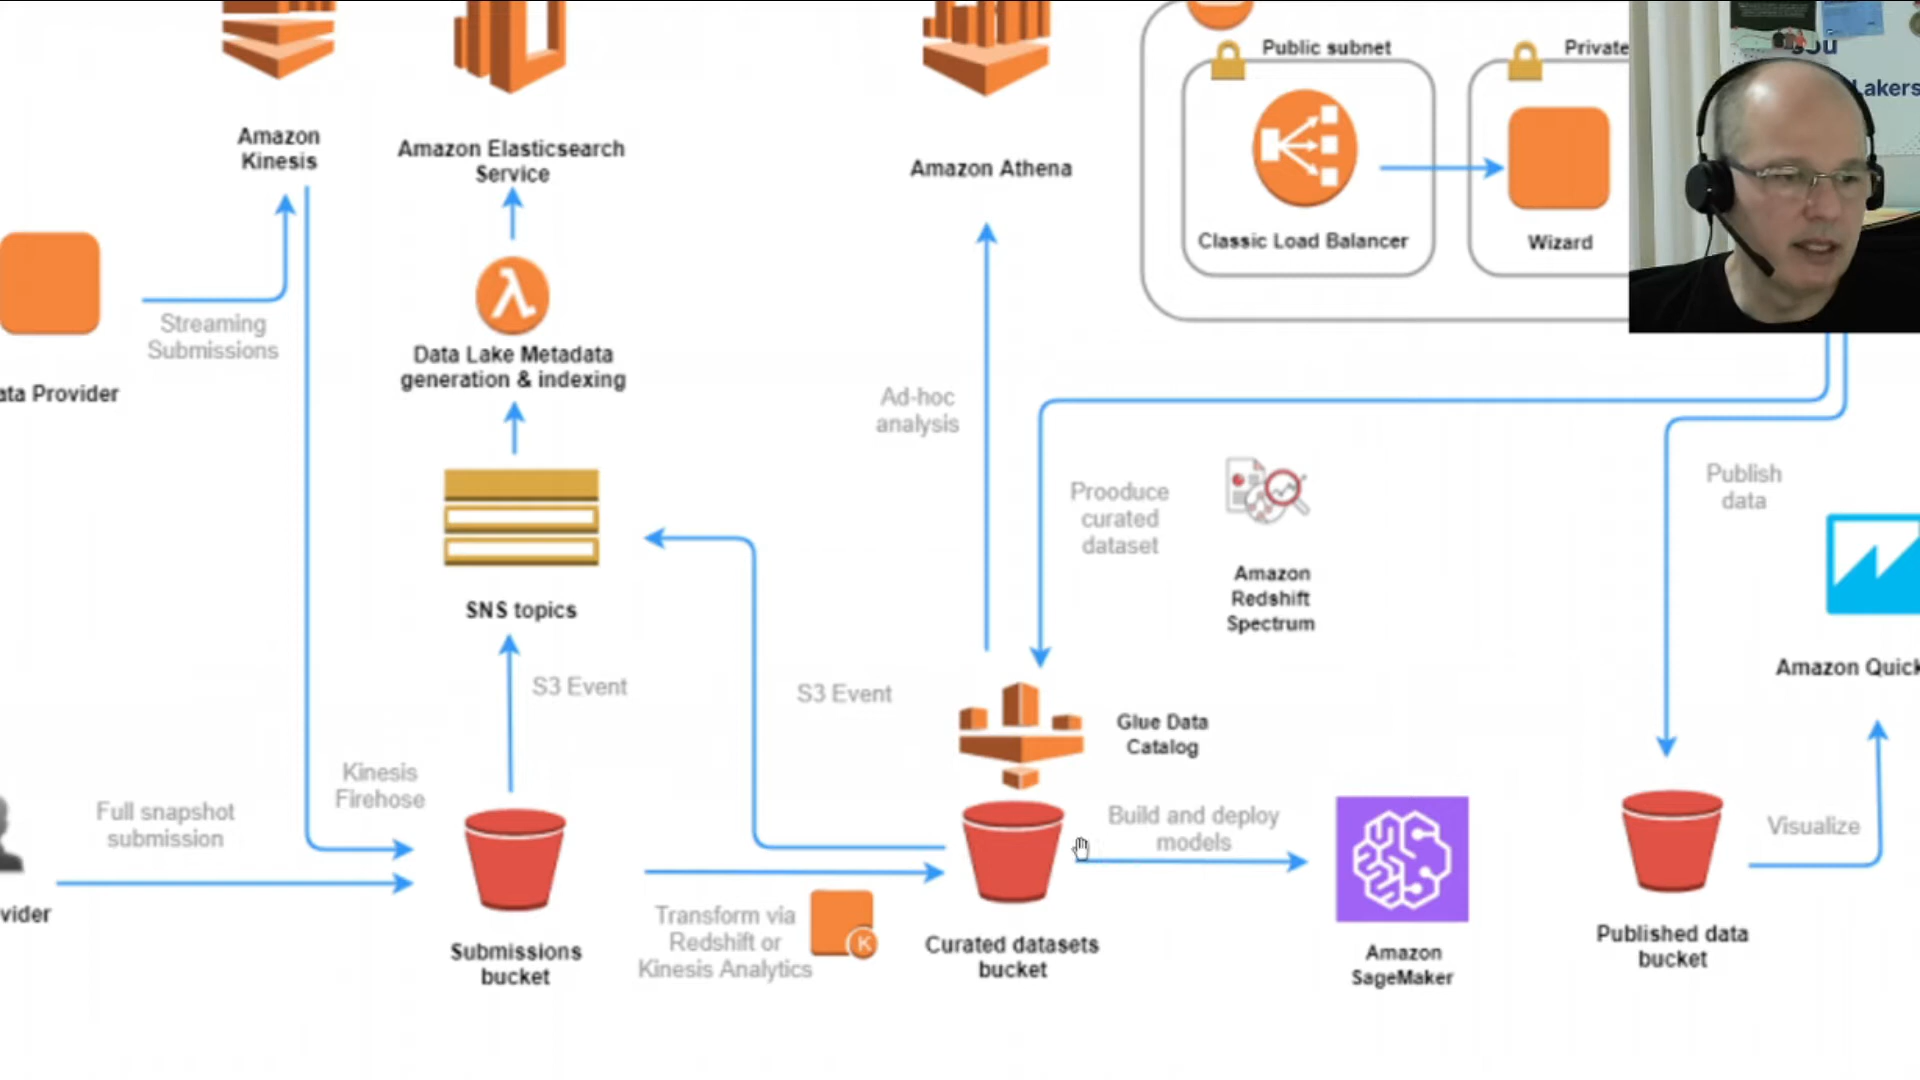 Public subnet
Private
you
Lakers
Amazon
Kinesis
Amazon Elasticsearch
Service
Amazon Athena
Classic Load Balancer
Wizard
Streaming
Submissions
ata Provider
Data Lake Metadata
generation & indexing
Ad-hoc
analysis
Prooduce
curated
dataset
Publish
data
Amazon
Redshift
Spectrum
SNS topics
S3 Event
S3 Event
Amazon Quick
Glue Data
Catalog
Kinesis
Firehose
Full snapshot
submission
Build and deploy
models
Visualize
vider
Transform via
Redshift or
Kinesis Analytics
K
Submissions
bucket
Curated datasets
bucket
Amazon
SageMaker
Published data
bucket